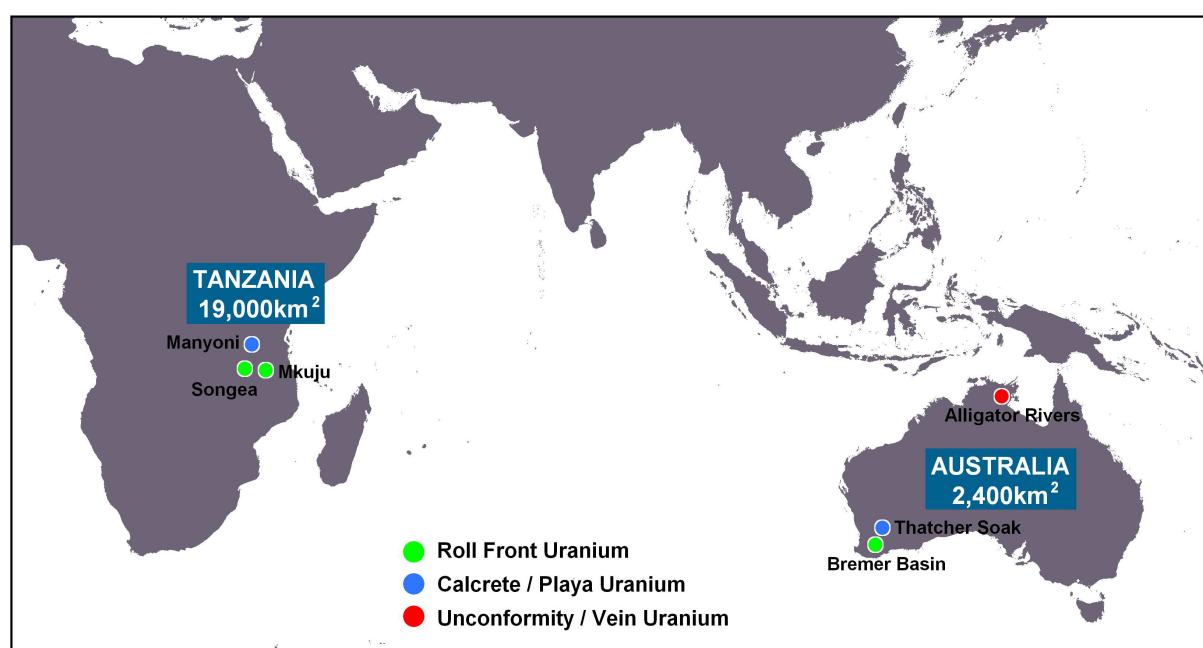 TANZANIA
19,000km²
Manyoni
Mkuju
Songea
Alligator Rivers
AUSTRALIA
2,400km²
Thatcher Soak
Bremer Basin
Roll Front Uranium
Calcrete / Playa Uranium
Unconformity / Vein Uranium